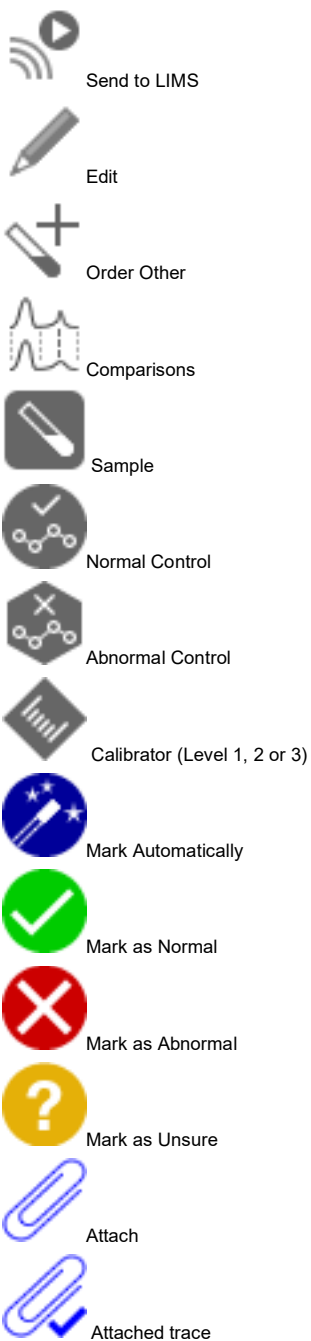 Send to LIMS
Edit
Order Other
Comparisons
Sample
Normal Control
Abnormal Control
Calibrator (Level 1, 2 or 3)
Mark Automatically
Mark as Normal
Mark as Abnormal
Mark as Unsure
Attach
Attached trace